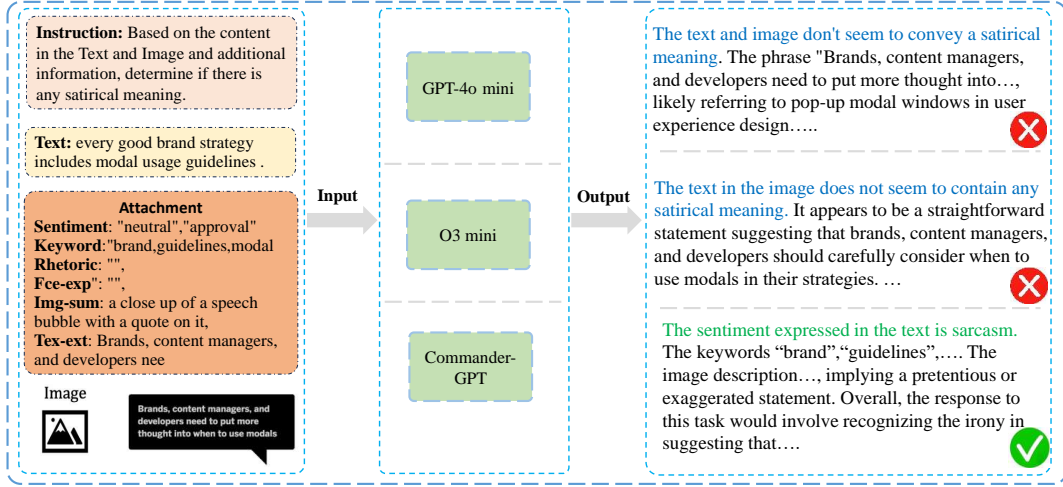 Instruction: Based on the content
in the Text and Image and additional
information, determine if there is
any satirical meaning.
Text: every good brand strategy
includes modal usage guidelines .
Attachment
Sentiment: "neutral","approval"
Keyword:"brand,guidelines,modal
Rhetoric: "",
Fce-exp": "",
Img-sum: a close up of a speech
bubble with a quote on it,
Tex-ext: Brands, content managers,
and developers nee
Image
Brands, content managers, and
developers need to put more
thought into when to use modals
Input
GPT-4o mini
O3 mini
Commander-
GPT
Output
The text and image don't seem to convey a satirical
meaning. The phrase "Brands, content managers,
and developers need to put more thought into…,
likely referring to pop-up modal windows in user
experience design…..
The text in the image does not seem to contain any
satirical meaning. It appears to be a straightforward
statement suggesting that brands, content managers,
and developers should carefully consider when to
use modals in their strategies. …
The sentiment expressed in the text is sarcasm.
The keywords “brand”,“guidelines”,…. The
image description…, implying a pretentious or
exaggerated statement. Overall, the response to
this task would involve recognizing the irony in
suggesting that….